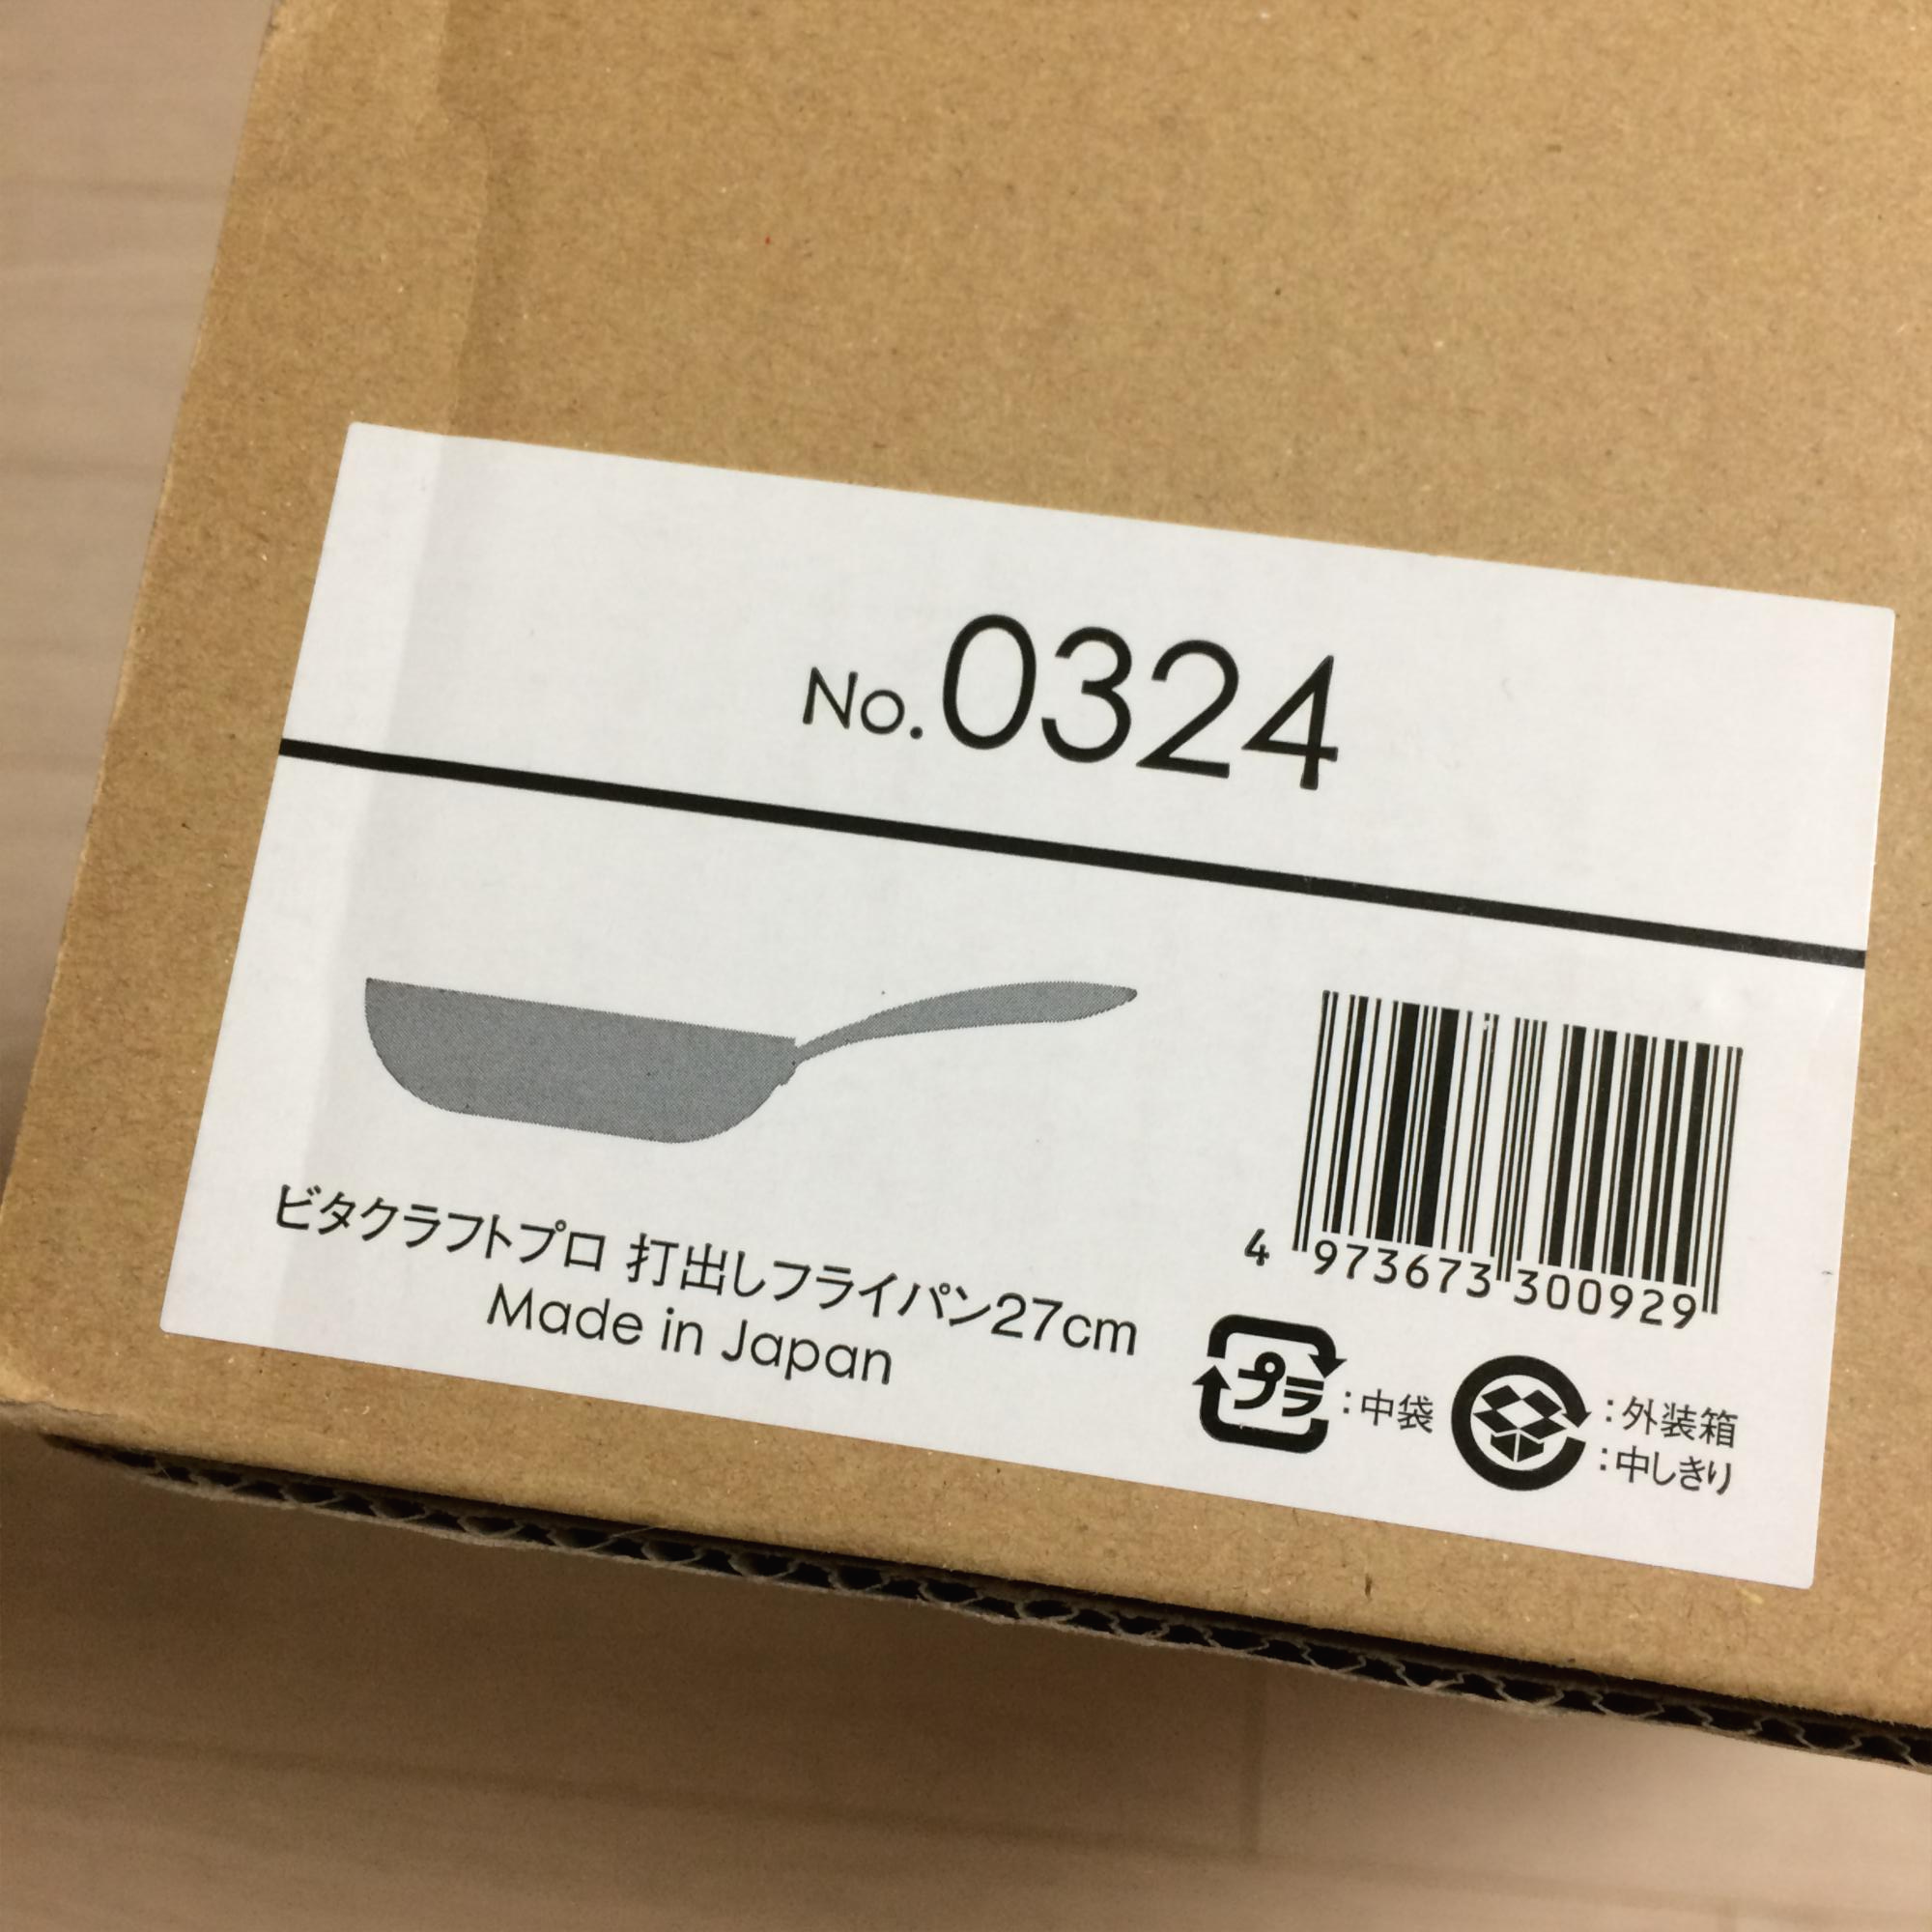 No.0324
ビタクラフトプロ 打出しフライパン27cm
Made in Japan
4 973673 300929
プラ :中袋
:外装箱
:中しきり